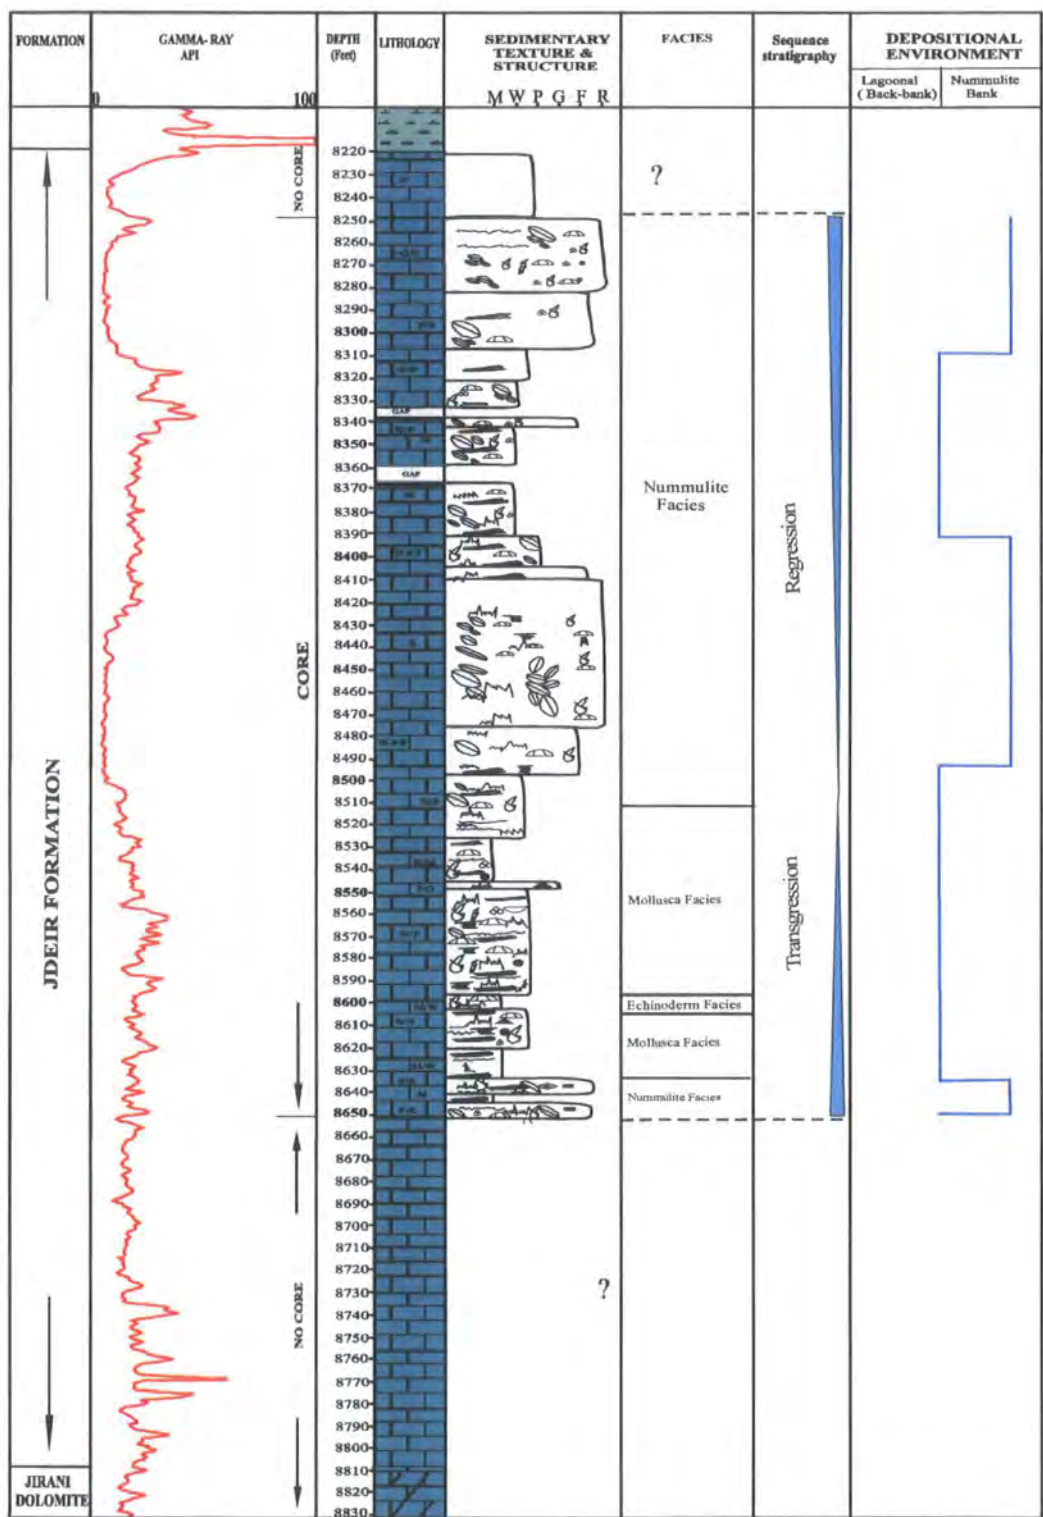 FORMATION
GAMMA-RAY
API
DEPTH
(Feet)
LITHOLOGY
SEDIMENTARY
TEXTURE &
STRUCTURE
FACIES
Sequence
stratigraphy
DEPOSITIONAL
ENVIRONMENT
Lagoonal
(Back-bank)
Nummulite
Bank
M W P G F R
0
100
8220
8230
8240
8250
8260
8270
8280
8290
8300
8310
8320
8330
8340
8350
8360
8370
8380
8390
8400
8410
8420
8430
8440
8450
8460
8470
8480
8490
8500
8510
8520
8530
8540
8550
8560
8570
8580
8590
8600
8610
8620
8630
8640
8650
8660
8670
8680
8690
8700
8710
8720
8730
8740
8750
8760
8770
8780
8790
8800
8810
8820
8830
NO CORE
CORE
NO CORE
GAP
GAP
?
Nummulite
Facies
Mollusca Facies
Echinoderm Facies
Mollusca Facies
Nummulite Facies
?
Regression
Transgression
JDEIR FORMATION
JIRANI
DOLOMITE